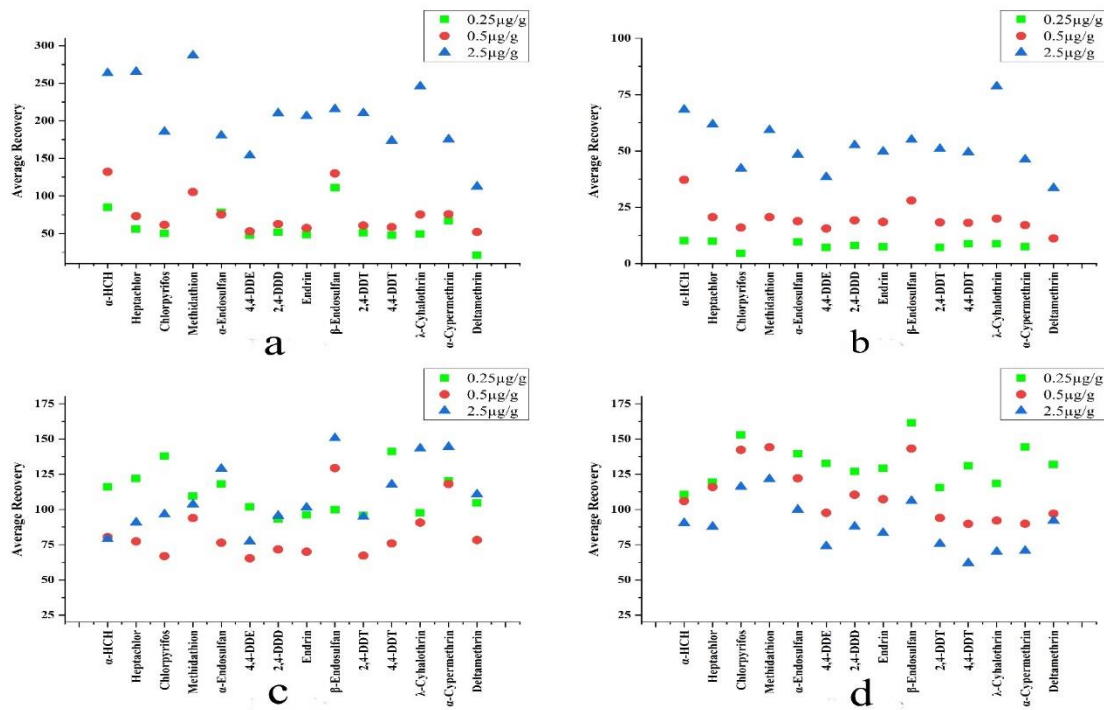 0.25µg/g
0.5µg/g
2.5µg/g
300
250
200
150
100
50
Average Recovery
α-HCH
Heptachlor
Chlorpyrifos
Methidathion
α-Endosulfan
4,4-DDE
2,4-DDD
Endrin
β-Endosulfan
2,4-DDT
4,4-DDT
λ-Cyhalothrin
α-Cypermethrin
Deltamethrin
a
0.25µg/g
0.5µg/g
2.5µg/g
100
75
50
25
0
Average Recovery
α-HCH
Heptachlor
Chlorpyrifos
Methidathion
α-Endosulfan
4,4-DDE
2,4-DDD
Endrin
β-Endosulfan
2,4-DDT
4,4-DDT
λ-Cyhalothrin
α-Cypermethrin
Deltamethrin
b
0.25µg/g
0.5µg/g
2.5µg/g
175
150
125
100
75
50
25
Average Recovery
α-HCH
Heptachlor
Chlorpyrifos
Methidathion
α-Endosulfan
4,4-DDE
2,4-DDD
Endrin
β-Endosulfan
2,4-DDT
4,4-DDT
λ-Cyhalothrin
α-Cypermethrin
Deltamethrin
c
0.25µg/g
0.5µg/g
2.5µg/g
175
150
125
100
75
50
25
Average Recovery
α-HCH
Heptachlor
Chlorpyrifos
Methidathion
α-Endosulfan
4,4-DDE
2,4-DDD
Endrin
β-Endosulfan
2,4-DDT
4,4-DDT
λ-Cyhalothrin
α-Cypermethrin
Deltamethrin
d